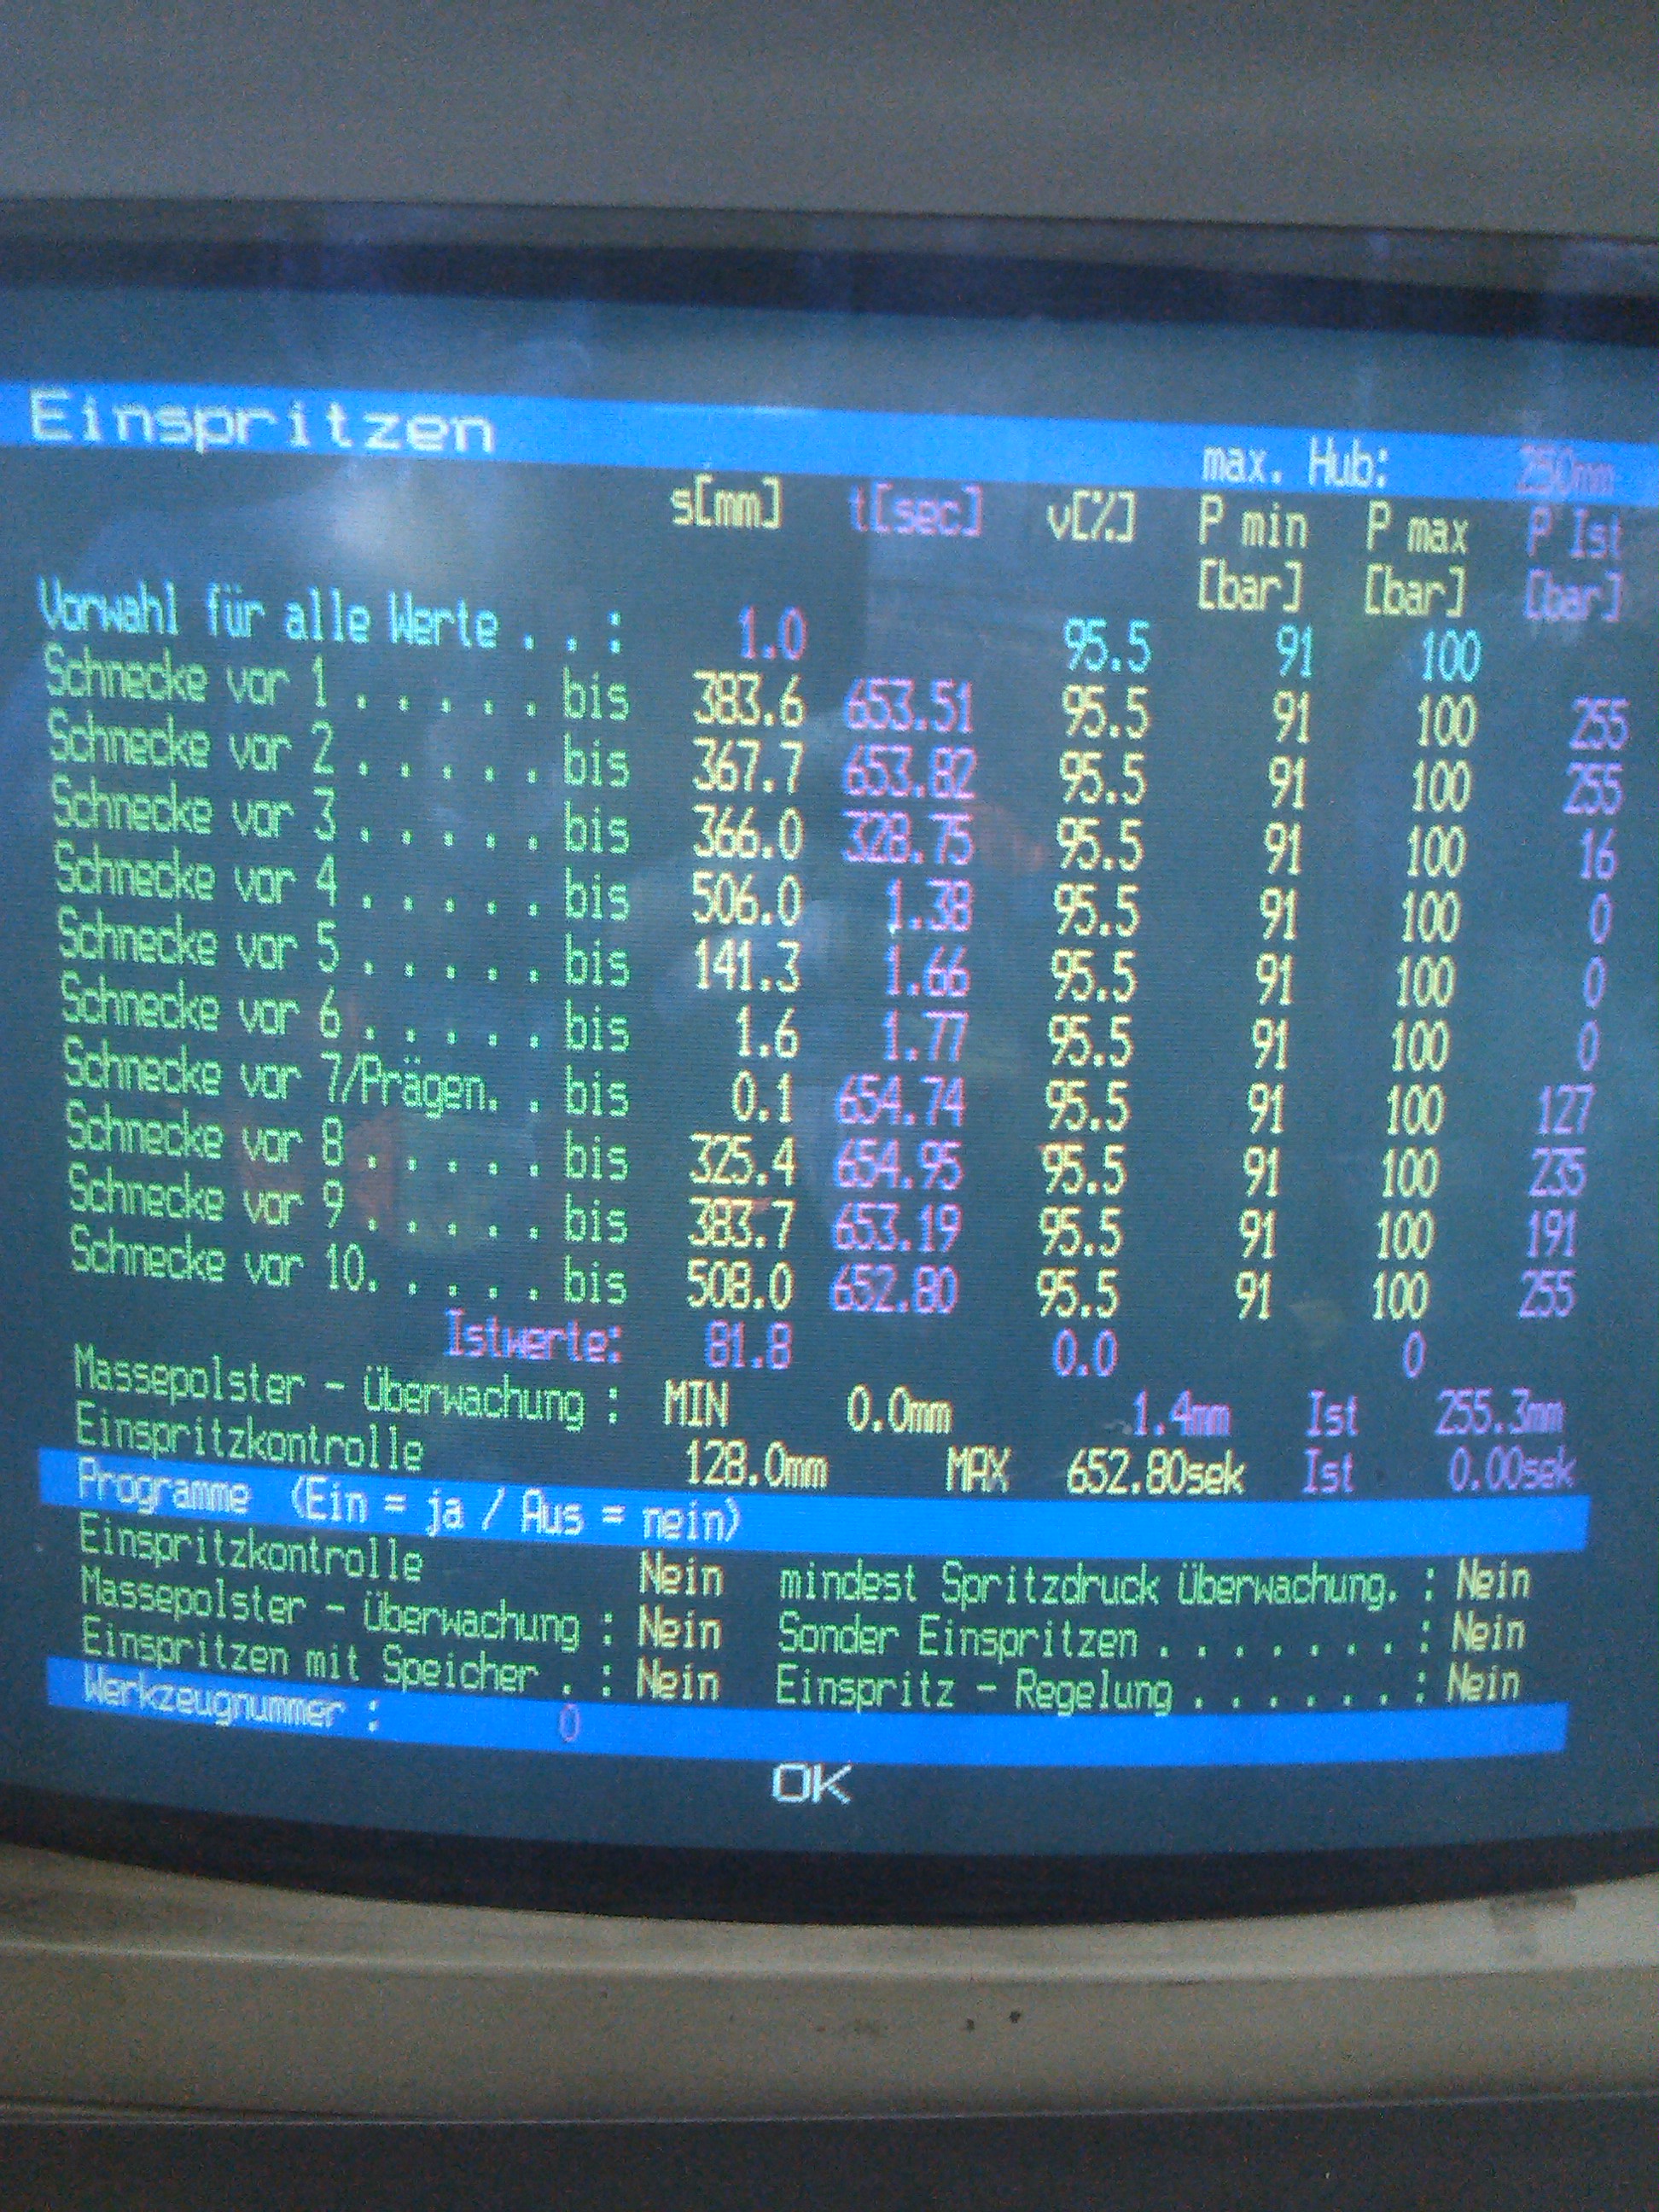 Einspritzen max. Hub: 250mm
s[mm] t[sec] v[%] P min P max P Ist
[bar] [bar] [bar]
Vorwahl für alle Werte . . : 1.0 95.5 91 100
Schnecke vor 1 . . . . . bis 383.6 653.51 95.5 91 100 255
Schnecke vor 2 . . . . . bis 367.7 653.82 95.5 91 100 255
Schnecke vor 3 . . . . . bis 366.0 328.75 95.5 91 100 16
Schnecke vor 4 . . . . . bis 506.0 1.38 95.5 91 100 0
Schnecke vor 5 . . . . . bis 141.3 1.66 95.5 91 100 0
Schnecke vor 6 . . . . . bis 1.6 1.77 95.5 91 100 0
Schnecke vor 7/Prägen. . bis 0.1 654.74 95.5 91 100 127
Schnecke vor 8 . . . . . bis 325.4 654.95 95.5 91 100 235
Schnecke vor 9 . . . . . bis 383.7 653.19 95.5 91 100 191
Schnecke vor 10. . . . . bis 508.0 652.80 95.5 91 100 255
Istwerte: 81.8 0.0 0
Massepolster - Überwachung : MIN 0.0mm 1.4mm Ist 255.3mm
Einspritzkontrolle 128.0mm MAX 652.80sek Ist 0.00sek
Programme (Ein = ja / Aus = nein)
Einspritzkontrolle Nein mindest Spritzdruck Überwachung. : Nein
Massepolster - Überwachung : Nein Sonder Einspritzen . . . . . . . : Nein
Einspritzen mit Speicher . : Nein Einspritz - Regelung . . . . . . : Nein
Werkzeugnummer : 0
OK